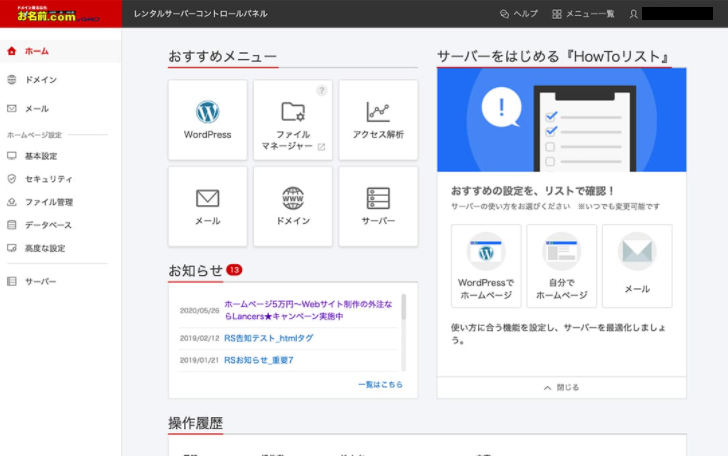 お名前.com
レンタルサーバーコントロールパネル
ヘルプ
メニュー一覧
ホーム
ドメイン
メール
ホームページ設定
基本設定
セキュリティ
ファイル管理
データベース
高度な設定
サーバー
おすすめメニュー
WordPress
?
ファイル
マネージャー
アクセス解析
メール
WWW
ドメイン
サーバー
お知らせ 13
2020/05/26 ホームページ5万円〜Webサイト制作の外注な
らLancers★キャンペーン実施中
2019/02/12 RS告知テスト_htmlタグ
2019/01/21 RSお知らせ_重要7
一覧はこちら
サーバーをはじめる『HowToリスト』
おすすめの設定を、リストで確認！
サーバーの使い方をお選びください ※いつでも変更可能です
WordPressで
ホームページ
自分で
ホームページ
メール
使い方に合う機能を設定し、サーバーを最適化しましょ
う。
閉じる
操作履歴